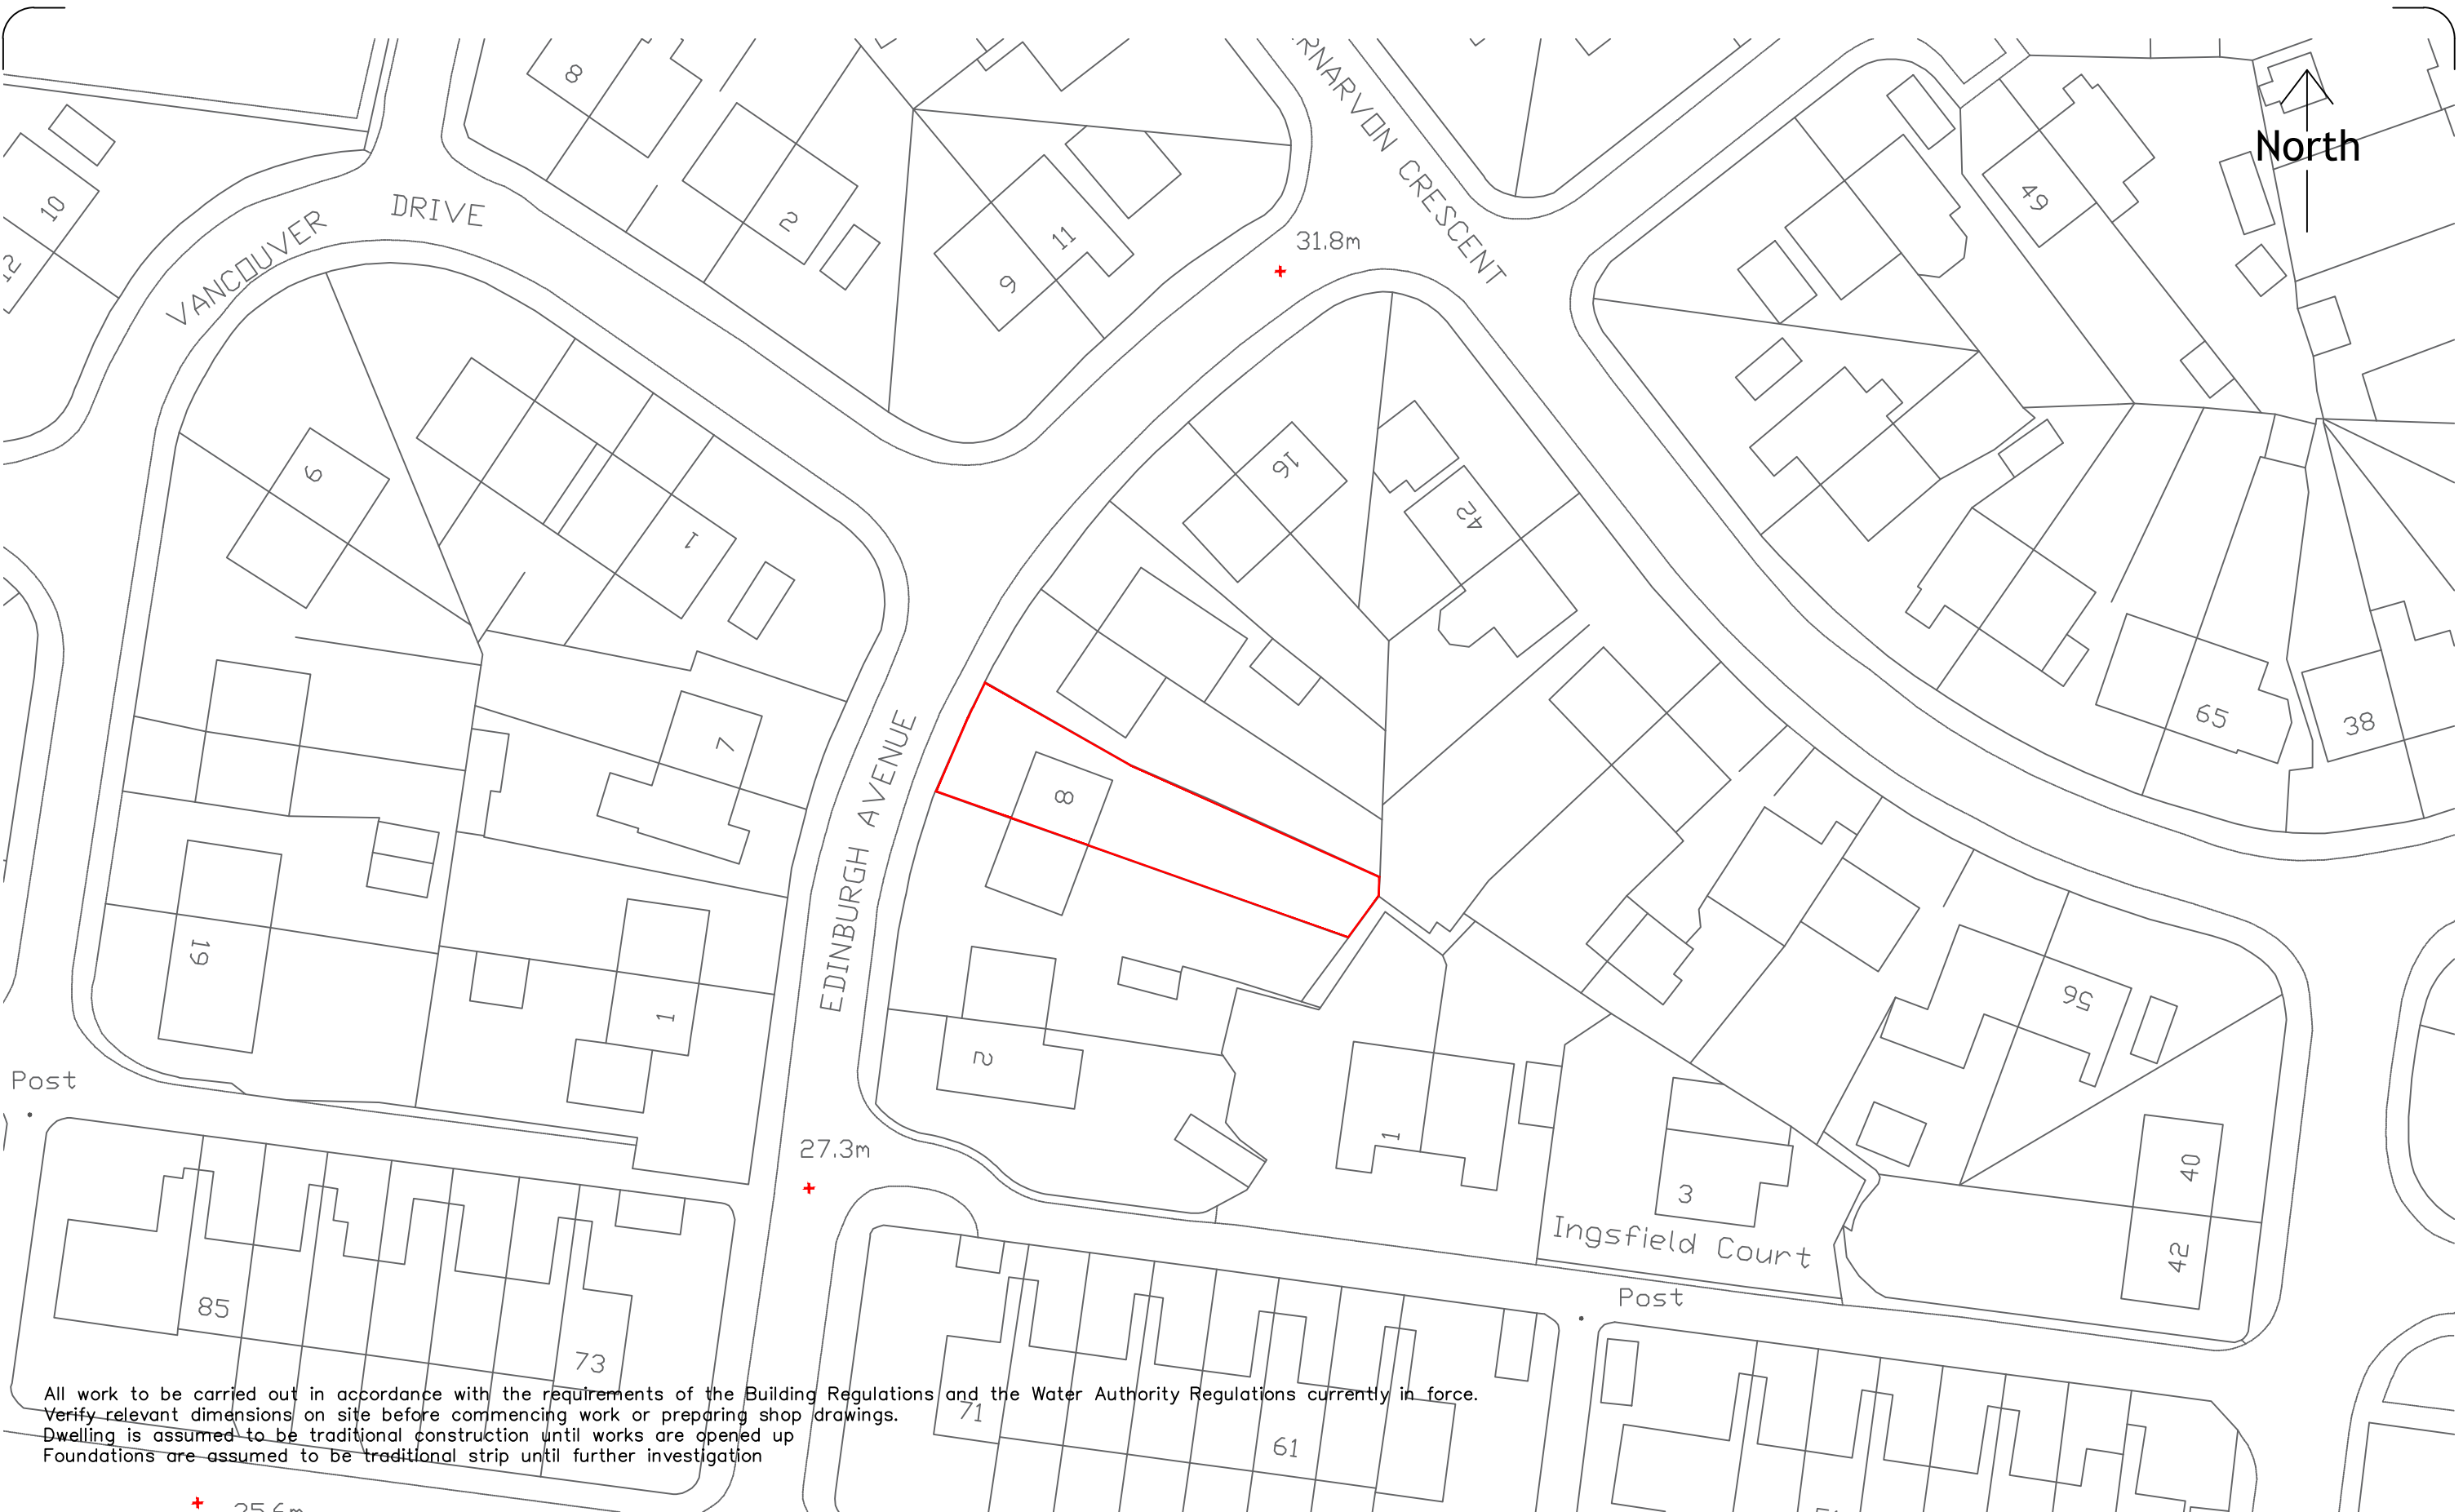 8
RNARVON CRESCENT
North
10
DRIVE
49
2
VANCOUVER
11
31.8m
12
9
16
9
42
1
65
38
7
8
EDINBURGH AVENUE
19
56
1
2
Post
1
27.3m
40
3
Ingsfield Court
42
Post
85
73
All work to be carried out in accordance with the requirements of the Building Regulations and the Water Authority Regulations currently in force.
71
Verify relevant dimensions on site before commencing work or preparing shop drawings.
Dwelling is assumed to be traditional construction until works are opened up
61
Foundations are assumed to be traditional strip until further investigation
25.6m